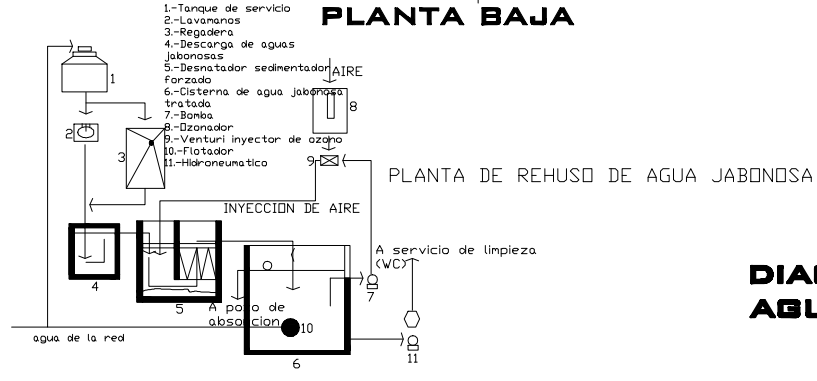 PLANTA BAJA
1.-Tanque de servicio
2.-Lavamanos
3.-Regadera
4.-Descarga de aguas
jabonosas
5.-Desnatador sedimentador
forzado
6.-Cisterna de agua jabonosa
tratada
7.-Bomba
8.-Ozonador
9.-Venturi inyector de ozono
10.-Flotador
11.-Hidroneumatico
AIRE
1
8
2
3
9
PLANTA DE REHUSO DE AGUA JABONOSA
INYECCION DE AIRE
A servicio de limpieza
(WC)
4
5
7
A pozo de
absorcion
10
agua de la red
6
11
DIA
AGU